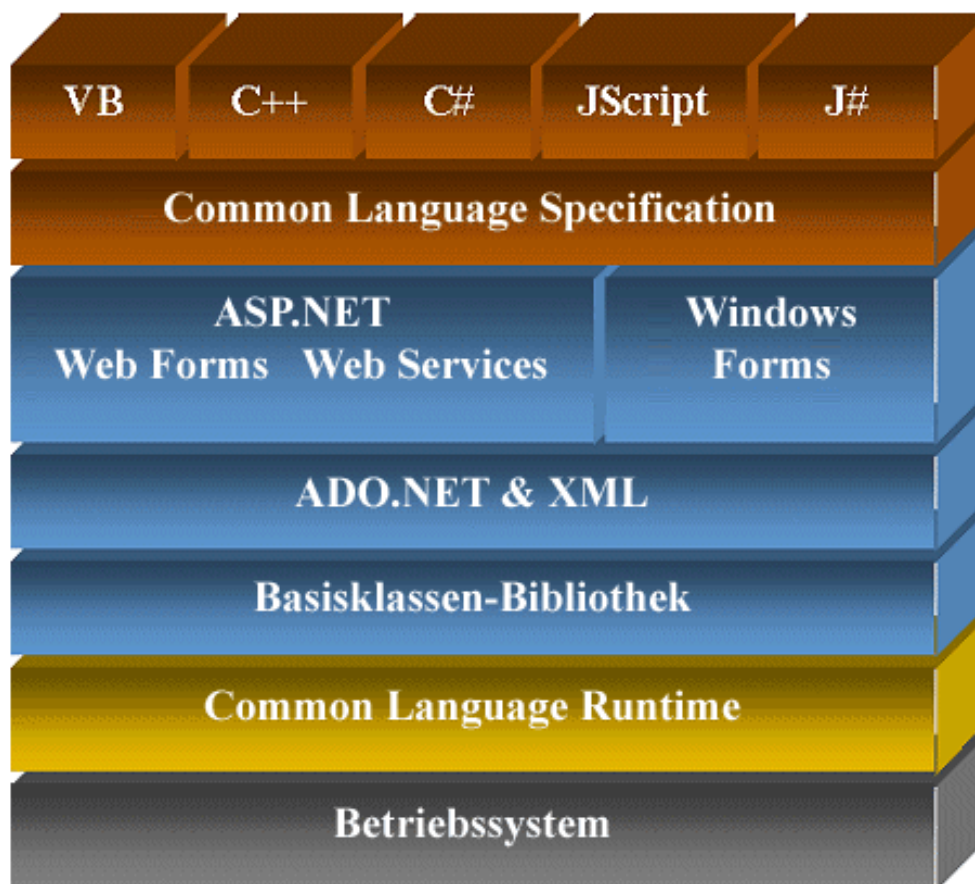 VB C++ C# JScript J#
Common Language Specification
ASP.NET
Web Forms Web Services
Windows
Forms
ADO.NET & XML
Basisklassen-Bibliothek
Common Language Runtime
Betriebssystem